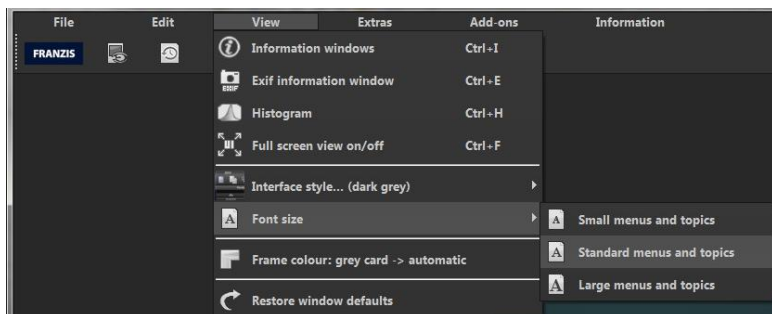 File Edit View Extras Add-ons Information
FRANZIS
Information windows Ctrl+I
EXIF Exif information window Ctrl+E
Histogram Ctrl+H
UI Full screen view on/off Ctrl+F
Interface style... (dark grey)
A Font size
A Small menus and topics
A Standard menus and topics
Frame colour: grey card -> automatic
A Large menus and topics
Restore window defaults